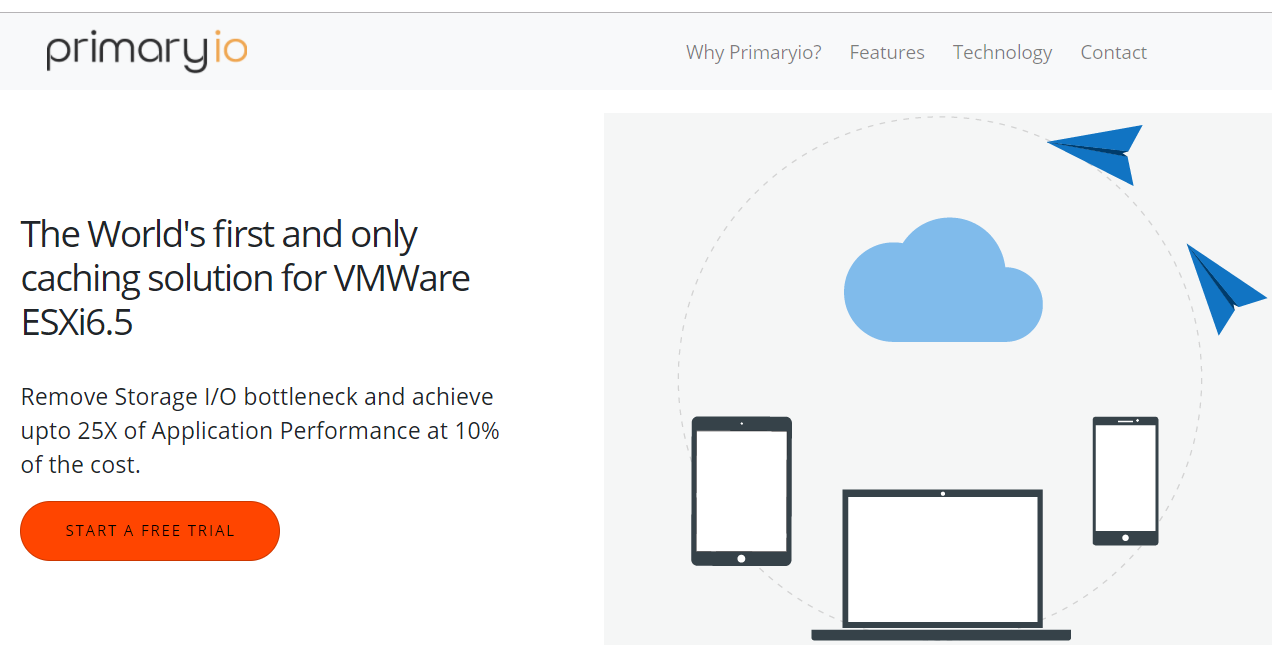 primaryio
Why Primaryio? Features Technology Contact
The World's first and only
caching solution for VMWare
ESXi6.5
Remove Storage I/O bottleneck and achieve
upto 25X of Application Performance at 10%
of the cost.
START A FREE TRIAL